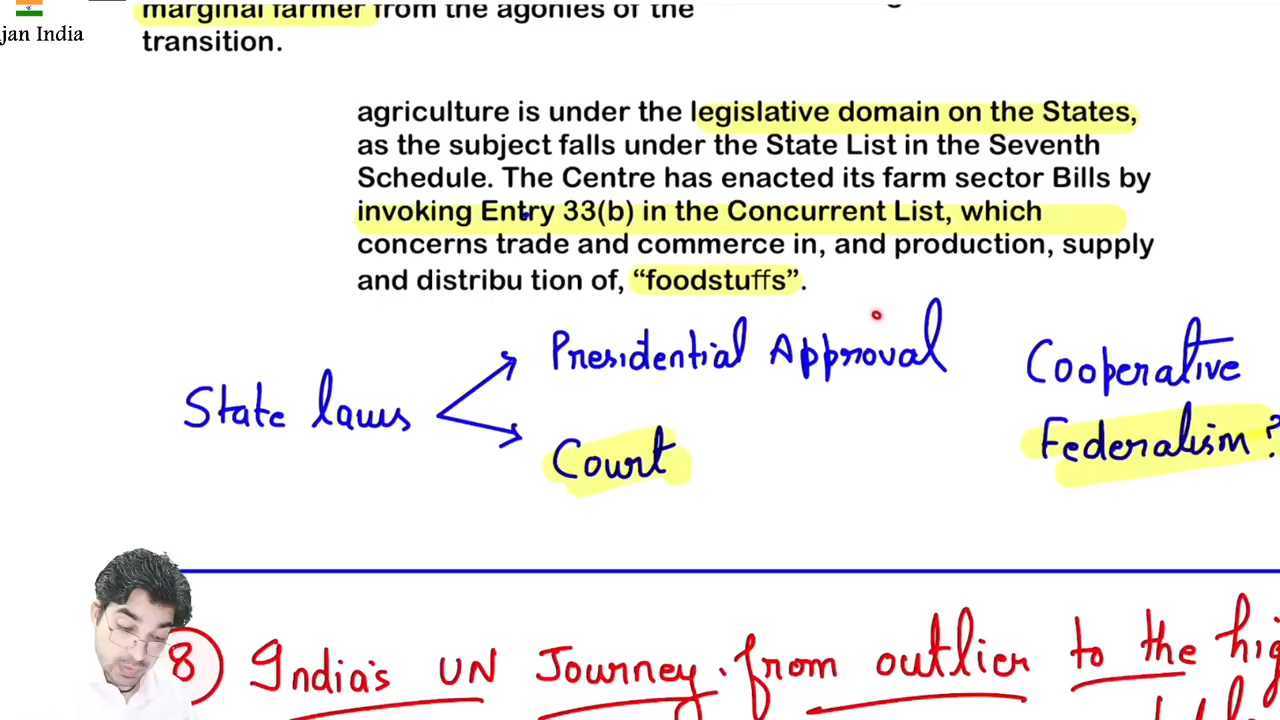 marginal farmer from the agonies of the
jan India
transition.
agriculture is under the legislative domain on the States,
as the subject falls under the State List in the Seventh
Schedule. The Centre has enacted its farm sector Bills by
invoking Entry 33(b) in the Concurrent List, which
concerns trade and commerce in, and production, supply
and distribu tion of, “foodstuffs”.
Presidential Approval
Cooperative
State laws
Court
Federalism?
8 India's UN Journey. from outlier to the hig